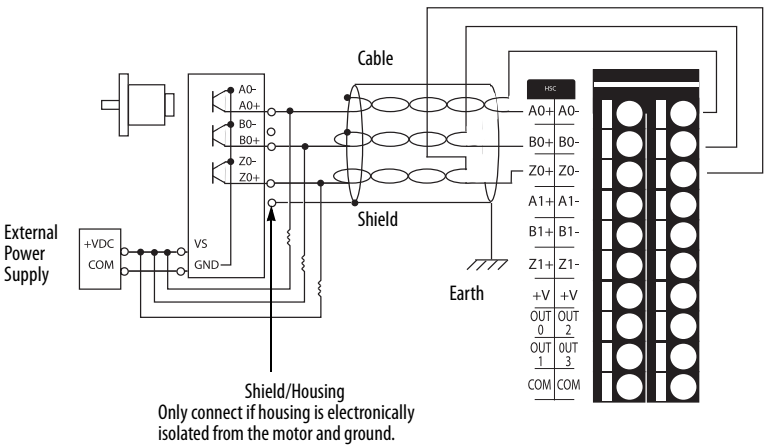 Cable
HSC
A0-
A0+
B0-
B0+
Z0-
Z0+
A0+ A0-
B0+ B0-
Z0+ Z0-
A1+ A1-
B1+ B1-
Z1+ Z1-
+V +V
OUT 0 OUT 2
OUT 1 0UT 3
COM COM
Shield
External
Power
Supply
+VDC
COM
VS
GND
Earth
Shield/Housing
Only connect if housing is electronically
isolated from the motor and ground.